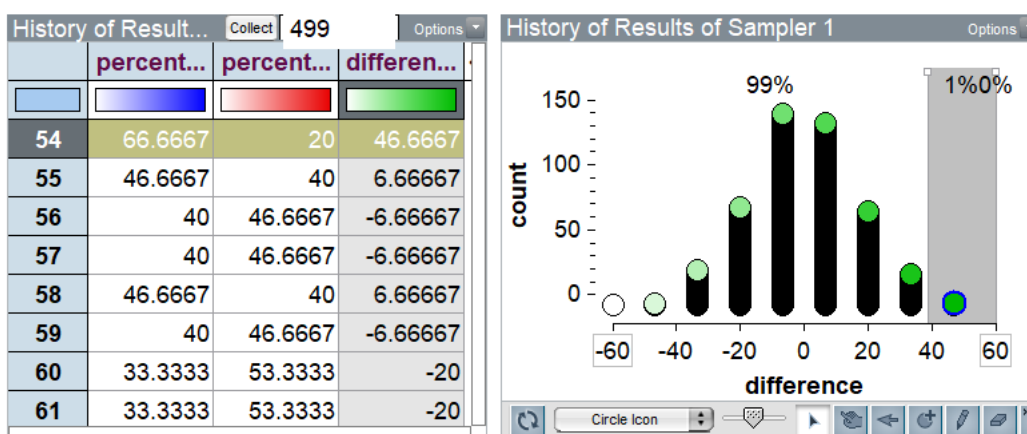 History of Result... Collect 499 Options
percent... percent... differen...
54 66.6667 20 46.6667
55 46.6667 40 6.66667
56 40 46.6667 -6.66667
57 40 46.6667 -6.66667
58 46.6667 40 6.66667
59 40 46.6667 -6.66667
60 33.3333 53.3333 -20
61 33.3333 53.3333 -20
History of Results of Sampler 1 Options
99% 1%0%
150
100
50
0
count
-60 -40 -20 0 20 40 60
difference
Circle Icon